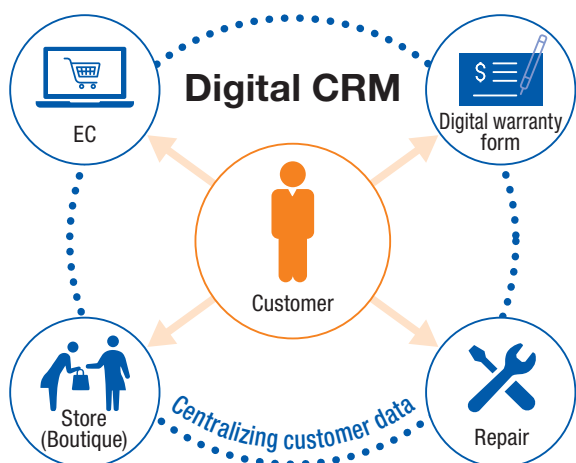 Digital CRM
EC
$
Digital warranty
form
Customer
Store
(Boutique)
Centralizing customer data
Repair